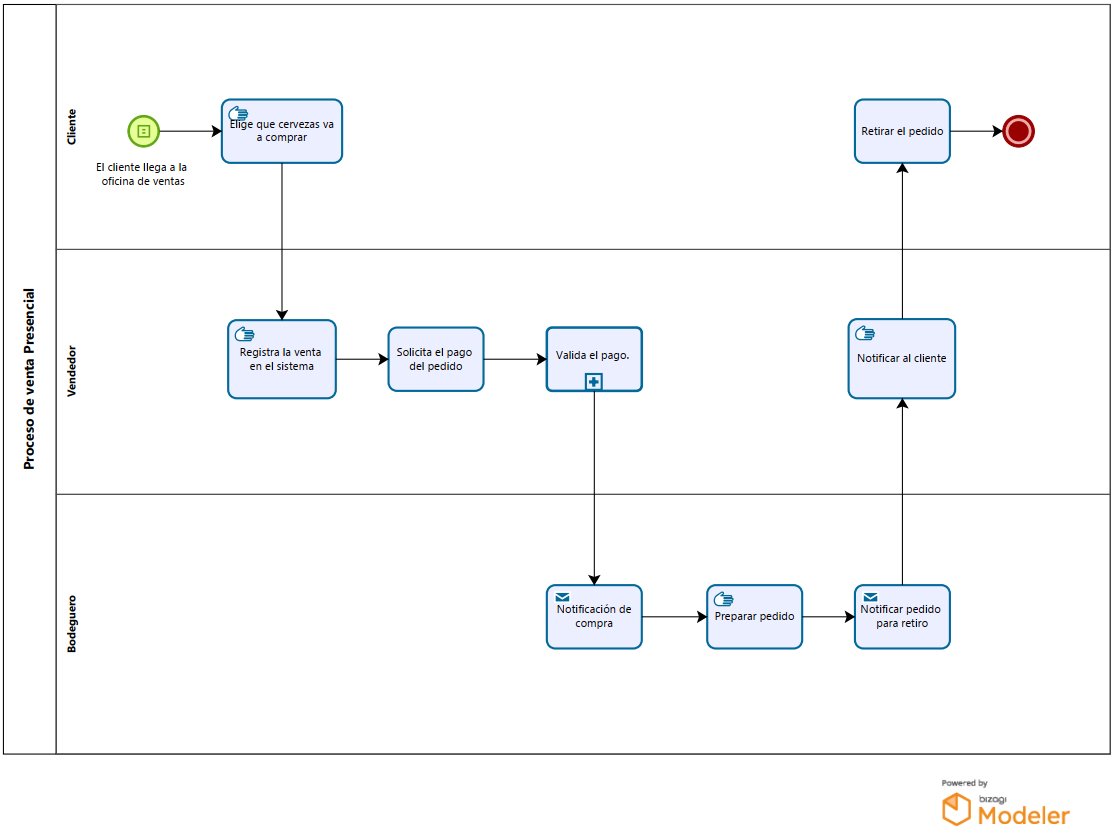 Proceso de venta Presencial
Cliente
El cliente llega a la
oficina de ventas
Elige que cervezas va
a comprar
Retirar el pedido
Vendedor
Registra la venta
en el sistema
Solicita el pago
del pedido
Valida el pago.
Notificar al cliente
Bodeguero
Notificación de
compra
Preparar pedido
Notificar pedido
para retiro
Powered by
bizagi
Modeler